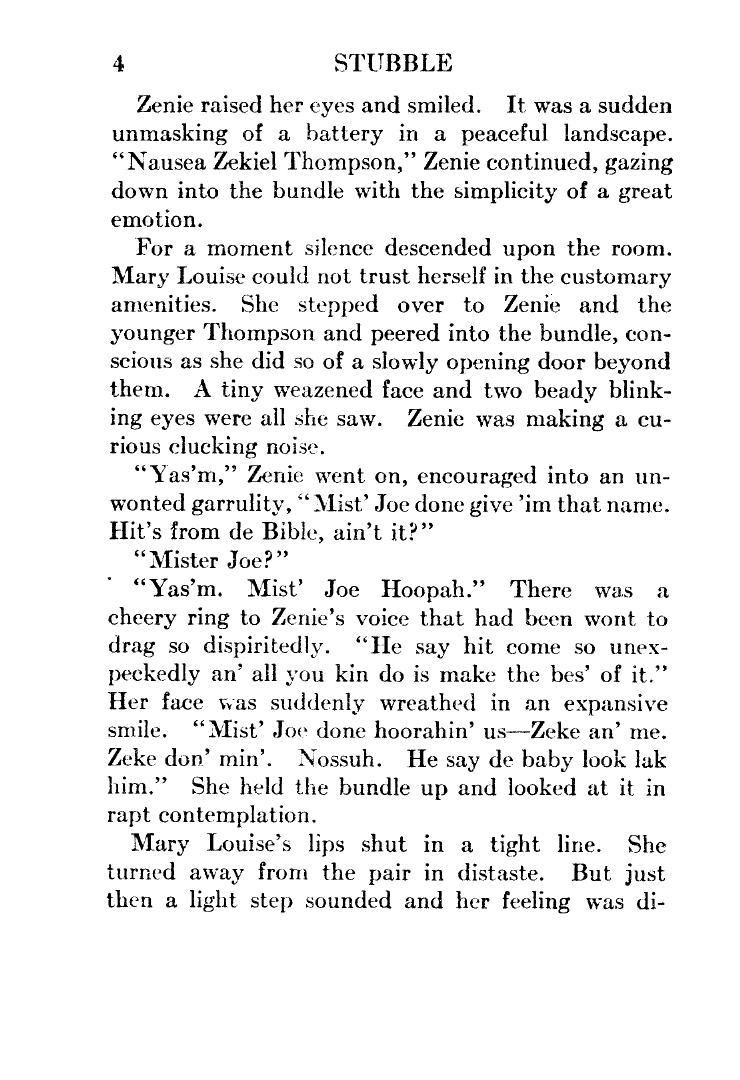 4 STUBBLE
Zenie raised her eyes and smiled. It was a sudden
unmasking of a battery in a peaceful landscape.
“Nausea Zekiel Thompson,” Zenie continued, gazing
down into the bundle with the simplicity of a great
emotion.
For a moment silence descended upon the room.
Mary Louise could not trust herself in the customary
amenities. She stepped over to Zenie and the
younger Thompson and peered into the bundle, con-
scious as she did so of a slowly opening door beyond
them. A tiny weazened face and two beady blink-
ing eyes were all she saw. Zenie was making a cu-
rious clucking noise.
“Yas’m,” Zenie went on, encouraged into an un-
wonted garrulity, “Mist’ Joe done give ’im that name.
Hit’s from de Bible, ain’t it?”
“Mister Joe?”
“Yas’m. Mist’ Joe Hoopah.” There was a
cheery ring to Zenie’s voice that had been wont to
drag so dispiritedly. “He say hit come so unex-
peckedly an’ all you kin do is make the bes’ of it.”
Her face was suddenly wreathed in an expansive
smile. “Mist’ Joe done hoorahin’ us—Zeke an’ me.
Zeke don’ min’. Nossuh. He say de baby look lak
him.” She held the bundle up and looked at it in
rapt contemplation.
Mary Louise’s lips shut in a tight line. She
turned away from the pair in distaste. But just
then a light step sounded and her feeling was di-